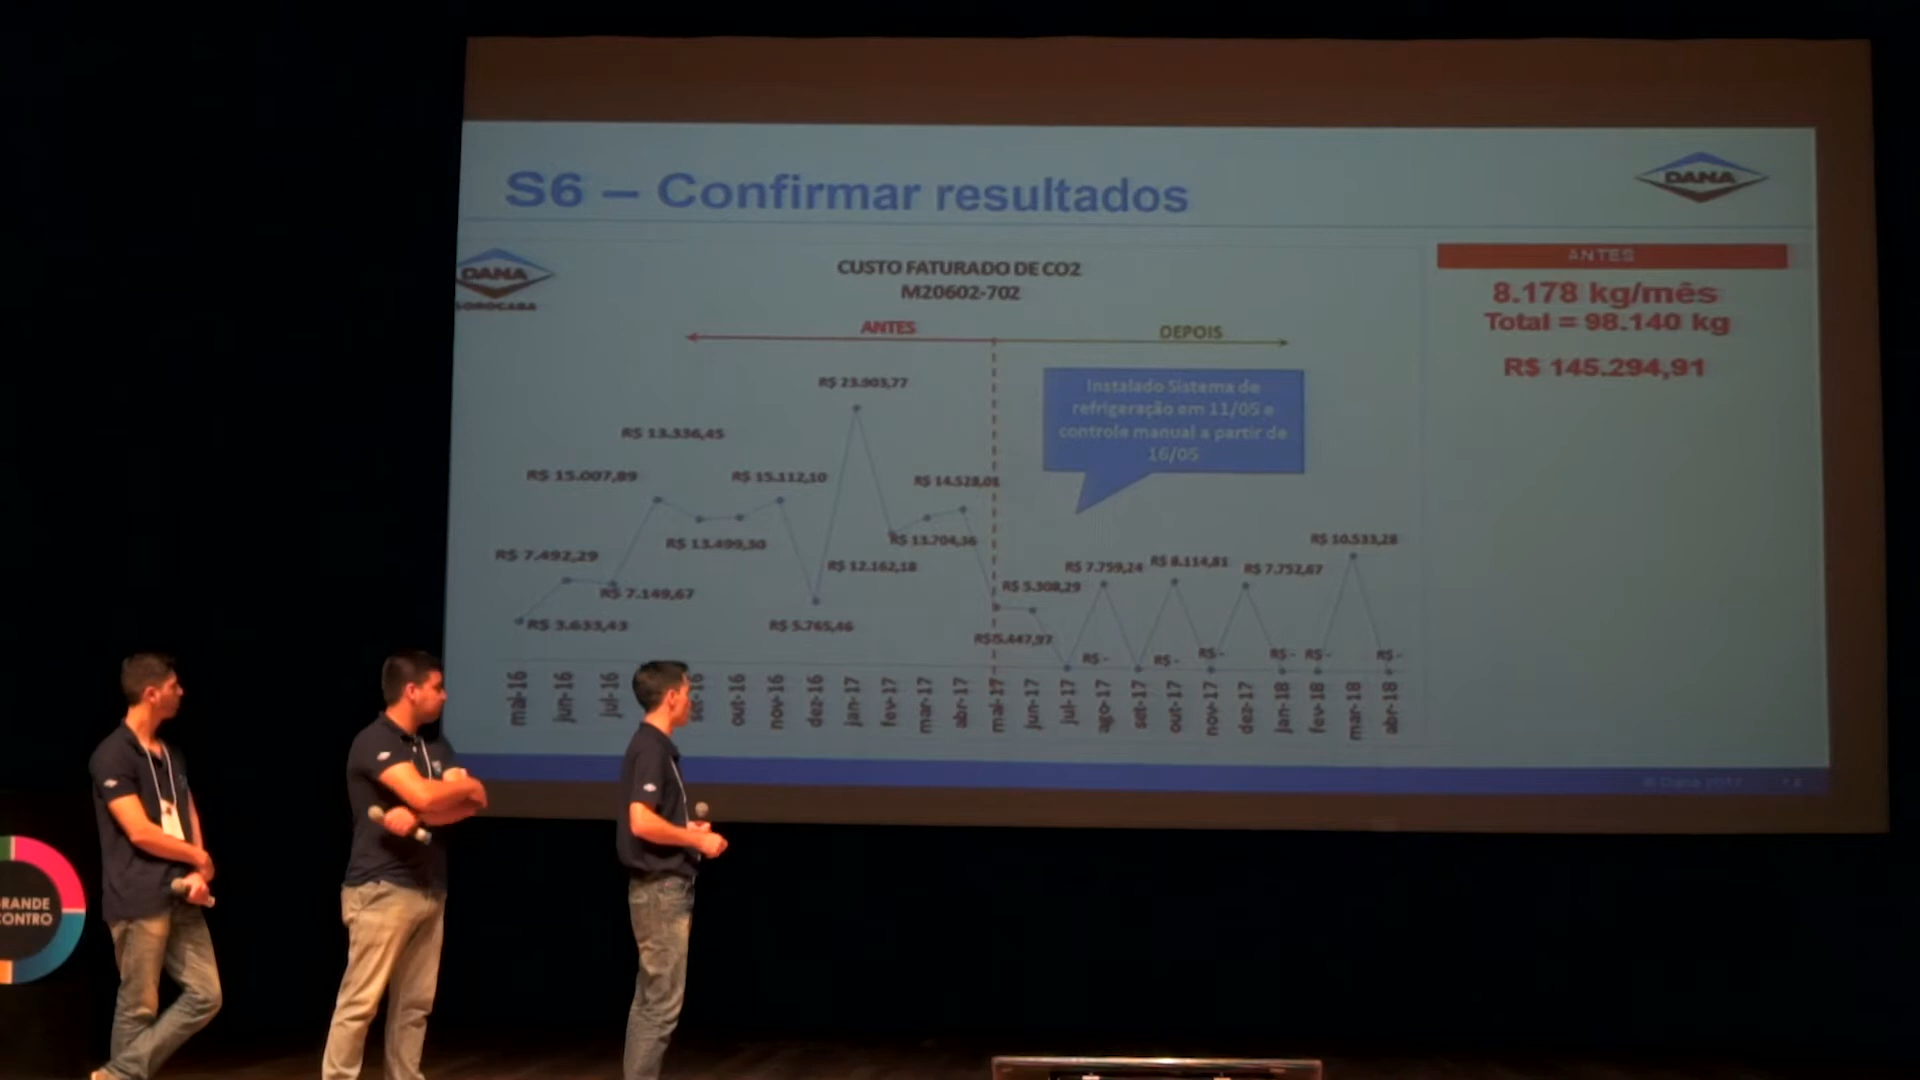 S6 – Confirmar resultados
DANA
DANA
SOROCABA
CUSTO FATURADO DE CO2
M20602-702
ANTES
DEPOIS
ANTES
8.178 kg/mês
Total = 98.140 kg
R$ 145.294,91
Instalado Sistema de
refrigeração em 11/05 e
controle manual a partir de
16/05
R$ 23.903,77
R$ 13.336,45
R$ 15.007,89
R$ 15.112,10
R$ 14.528,01
R$ 13.499,30
R$ 13.704,36
R$ 10.533,28
R$ 7.492,29
R$ 12.162,18
R$ 7.759,24
R$ 8.114,81
R$ 7.752,67
R$ 7.149,67
R$ 5.308,29
R$ 3.633,43
R$ 5.765,46
R$ 5.447,97
R$ -
R$ -
R$ -
R$ -
R$ -
R$ -
mai-16
jun-16
jul-16
set-16
out-16
nov-16
dez-16
jan-17
fev-17
mar-17
abr-17
mai-17
jun-17
jul-17
ago-17
set-17
out-17
nov-17
dez-17
jan-18
fev-18
mar-18
abr-18
© Dana 2017
RANDE
CONTRO